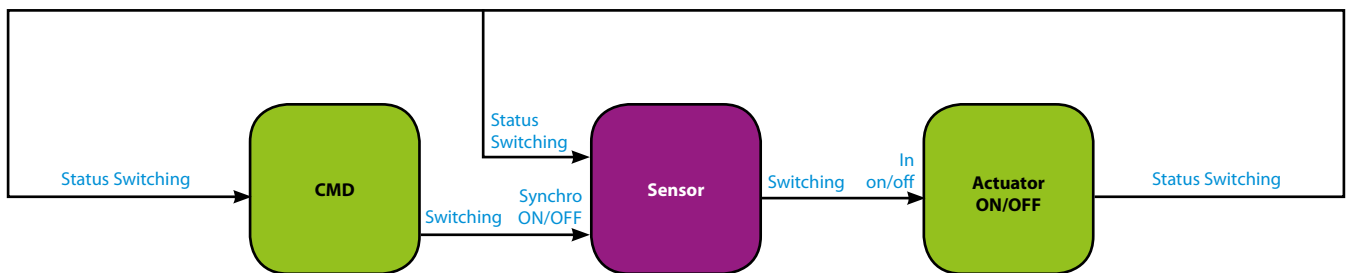 Status Switching
CMD
Switching
Status
Switching
Synchro
ON/OFF
Sensor
Switching
In
on/off
Actuator
ON/OFF
Status Switching